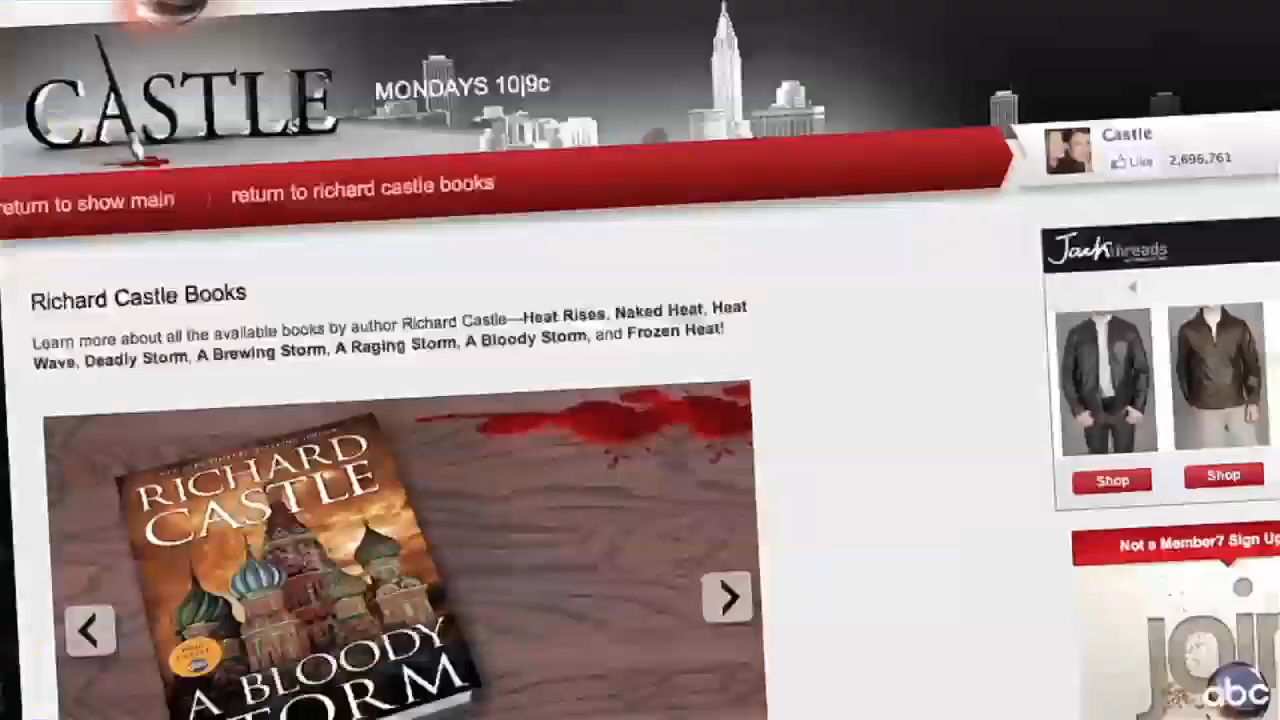 CASTLE
MONDAYS 10|9c
Castle
Like 2,696,761
return to show main
return to richard castle books
Jackthreads
Richard Castle Books
Learn more about all the available books by author Richard Castle—Heat Rises, Naked Heat, Heat
Wave, Deadly Storm, A Brewing Storm, A Raging Storm, A Bloody Storm, and Frozen Heat!
RICHARD
CASTLE
A BLOODY
STORM
Shop
Shop
Not a Member? Sign Up
abc